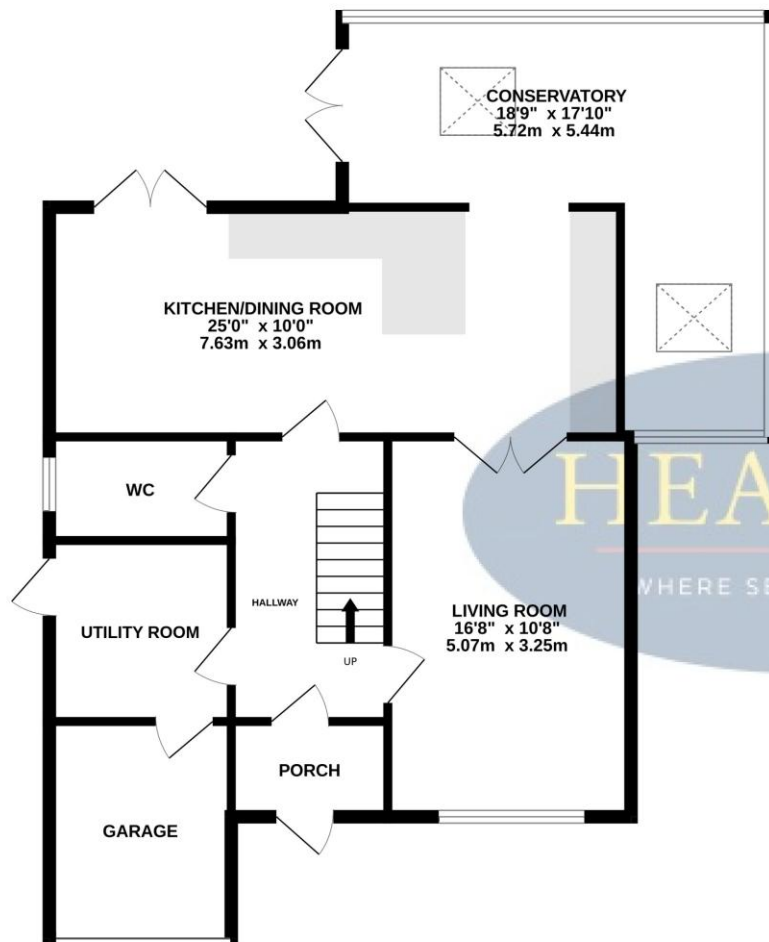 CONSERVATORY
18'9" x 17'10"
5.72m x 5.44m
KITCHEN/DINING ROOM
25'0" x 10'0"
7.63m x 3.06m
WC
HALLWAY
UTILITY ROOM
UP
LIVING ROOM
16'8" x 10'8"
5.07m x 3.25m
PORCH
GARAGE
WHERE